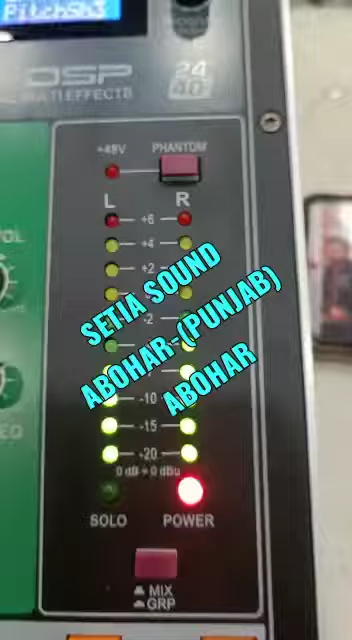 PitchSh3
DSP
MULTI EFFECTS
24
+48V
PHANTOM
L
R
+6
+4
+2
-2
-10
-15
-20
0 dB = 0 dBu
SOLO
POWER
MIX
GRP
SETIA SOUND
ABOHAR-(PUNJAB)
ABOHAR